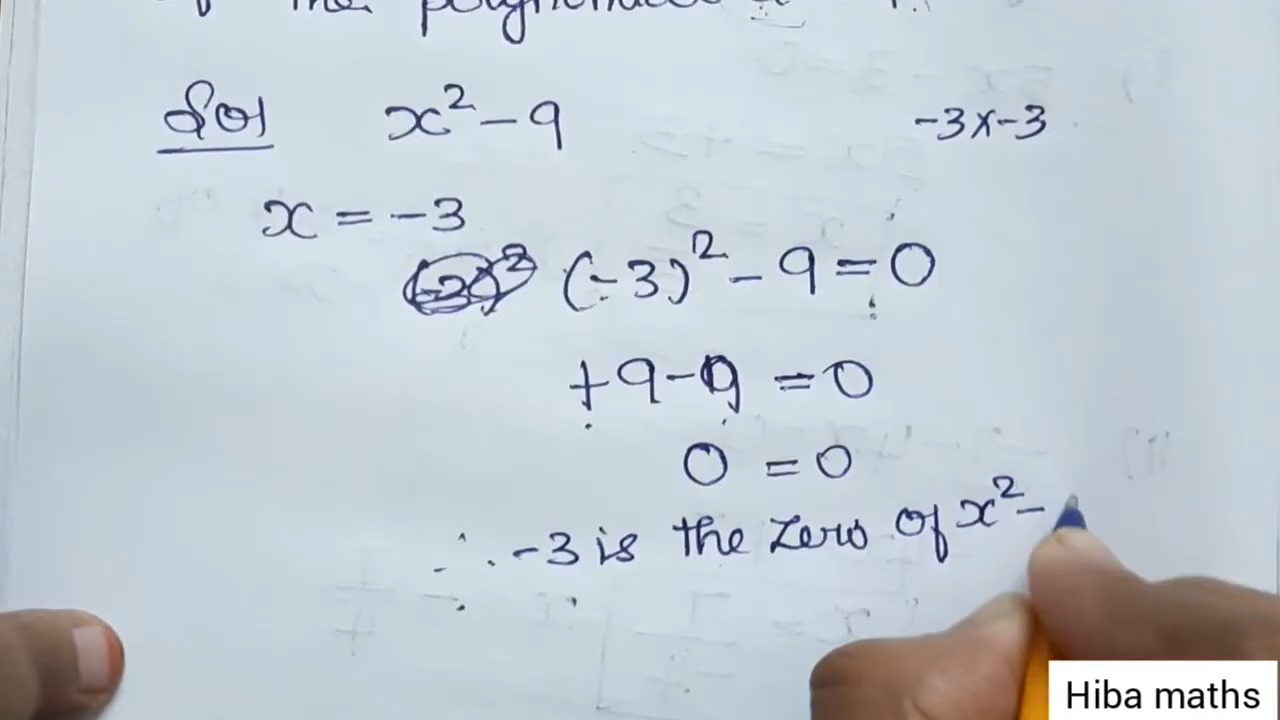 the
Sol x² - 9 -3x-3
x = -3
(-3)² - 9 = 0
+9-9 = 0
0 = 0
∴ -3 is the zero of x² -
Hiba maths